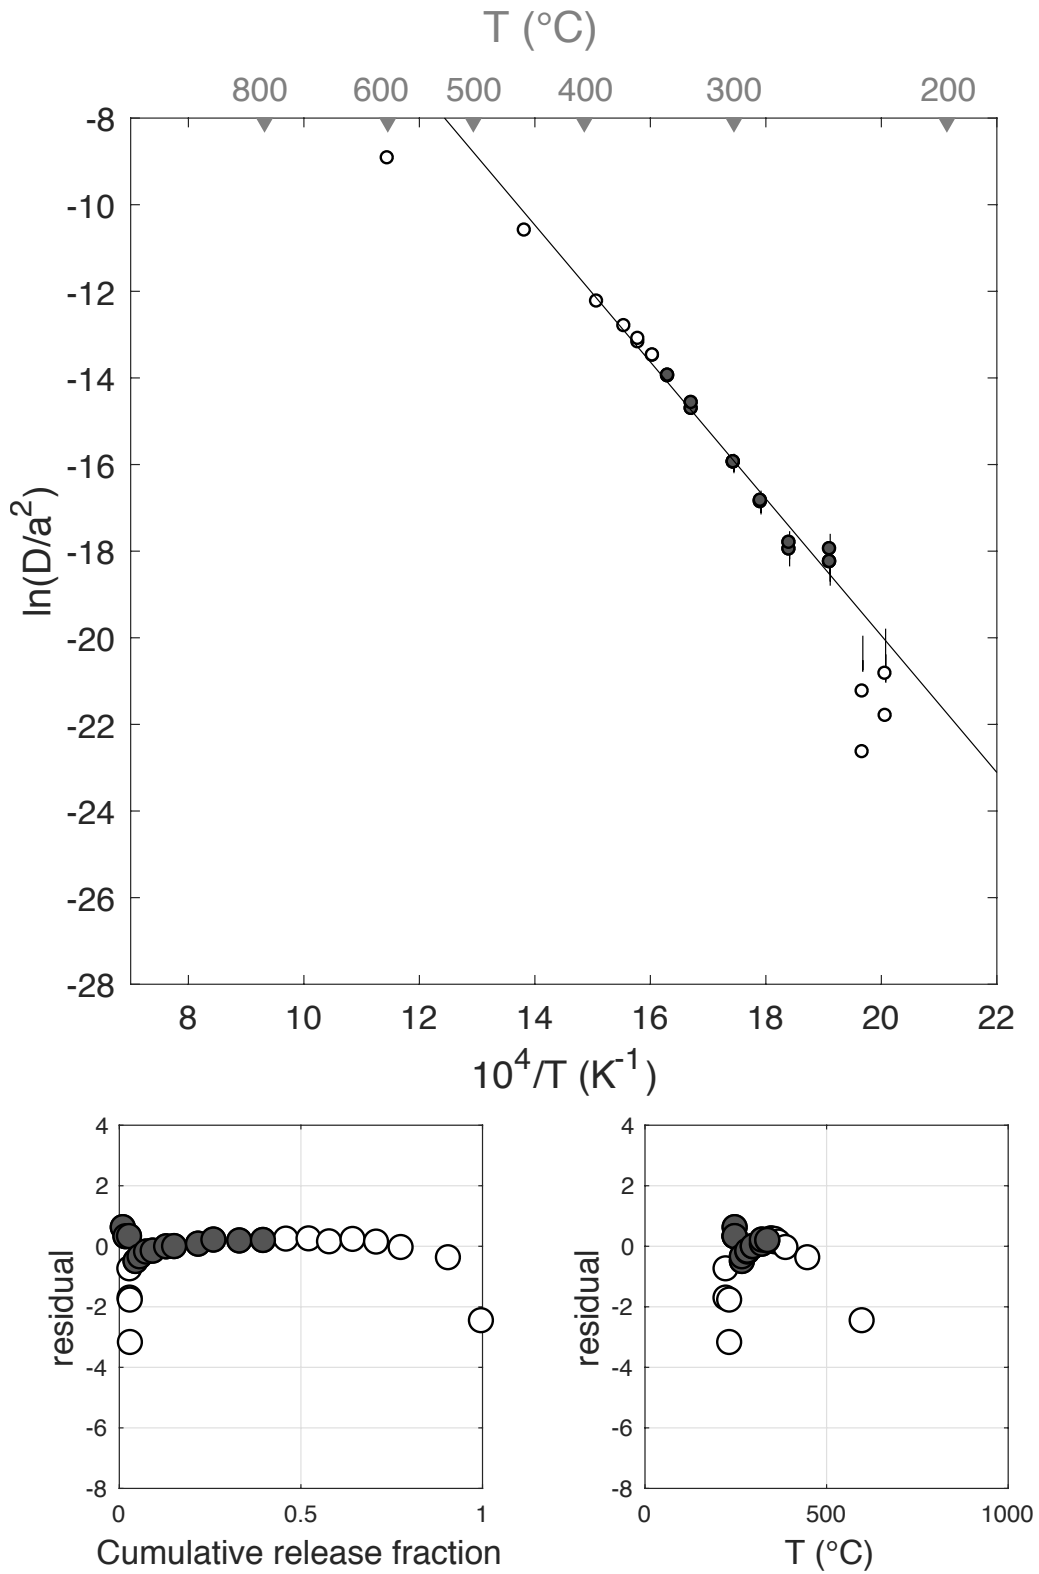 T (°C)
800 600 500 400 300 200
-8
-10
-12
-14
-16
-18
-20
-22
-24
-26
-28
ln(D/a²)
8 10 12 14 16 18 20 22
10⁴/T (K⁻¹)
4
2
0
-2
-4
-6
-8
residual
0 0.5 1
Cumulative release fraction
4
2
0
-2
-4
-6
-8
residual
0 500 1000
T (°C)